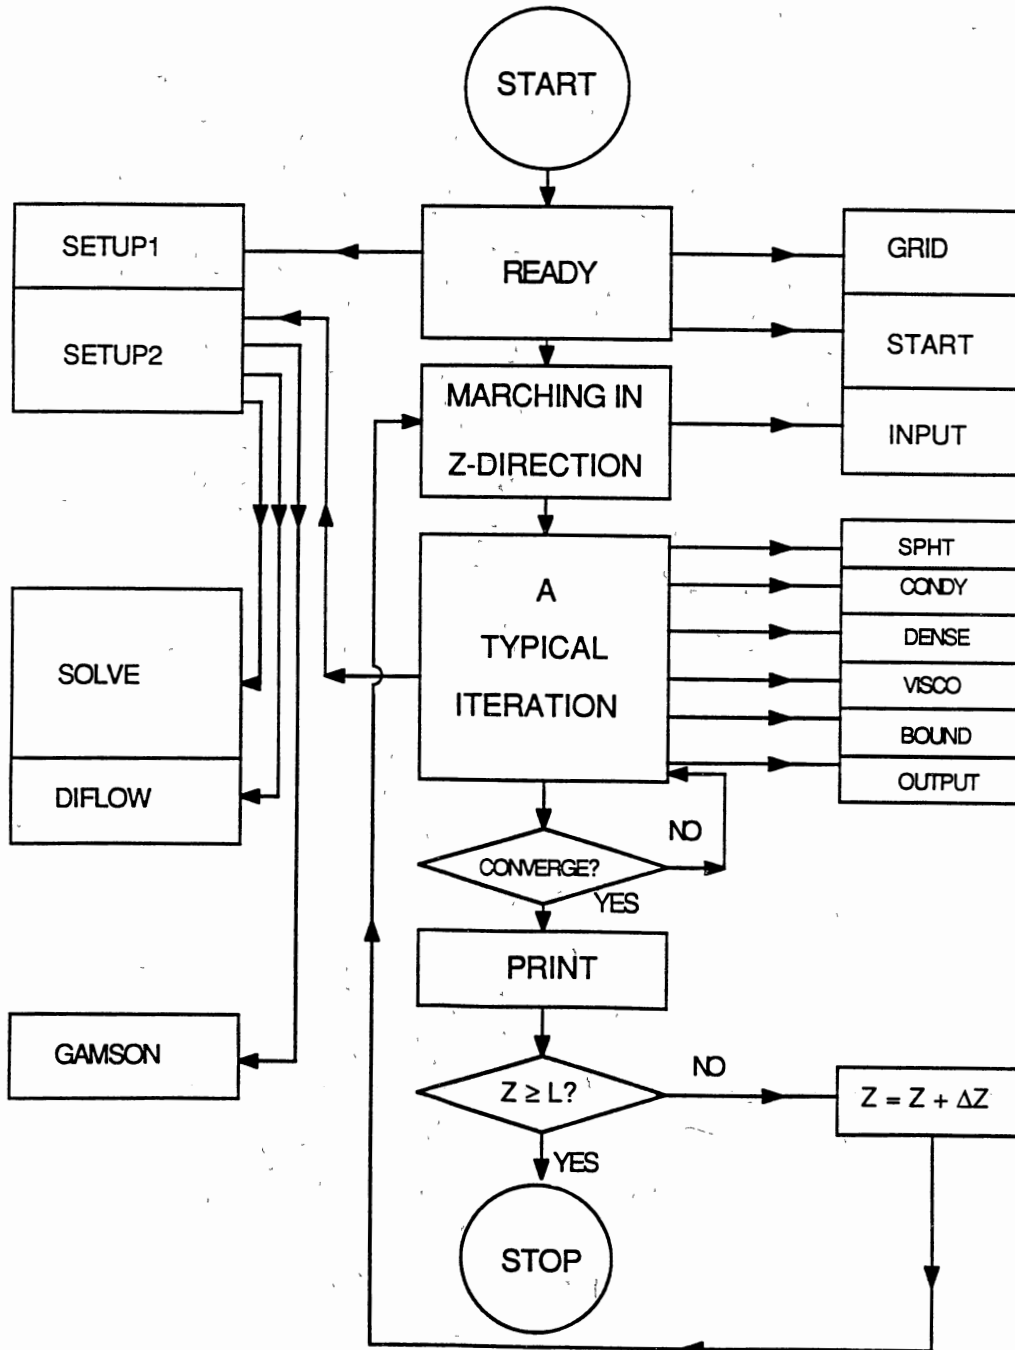 START
SETUP1
READY
GRID
SETUP2
START
MARCHING IN
Z-DIRECTION
INPUT
A
TYPICAL
ITERATION
SPHT
CONDY
DENSE
VISCO
BOUND
OUTPUT
SOLVE
DIFLOW
NO
CONVERGE?
YES
PRINT
GAMSON
Z ≥ L?
NO
Z = Z + ΔZ
YES
STOP